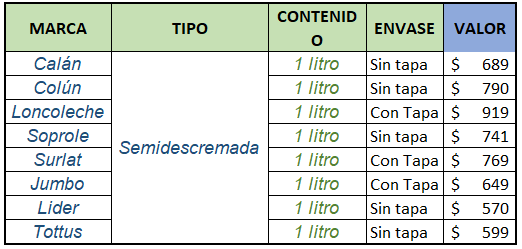 MARCA TIPO CONTENIDO ENVASE VALOR
Calán Semidescremada 1 litro Sin tapa $ 689
Colún 1 litro Sin tapa $ 790
Loncoleche 1 litro Con Tapa $ 919
Soprole 1 litro Sin tapa $ 741
Surlat 1 litro Con Tapa $ 769
Jumbo 1 litro Con Tapa $ 649
Lider 1 litro Sin tapa $ 570
Tottus 1 litro Sin tapa $ 599